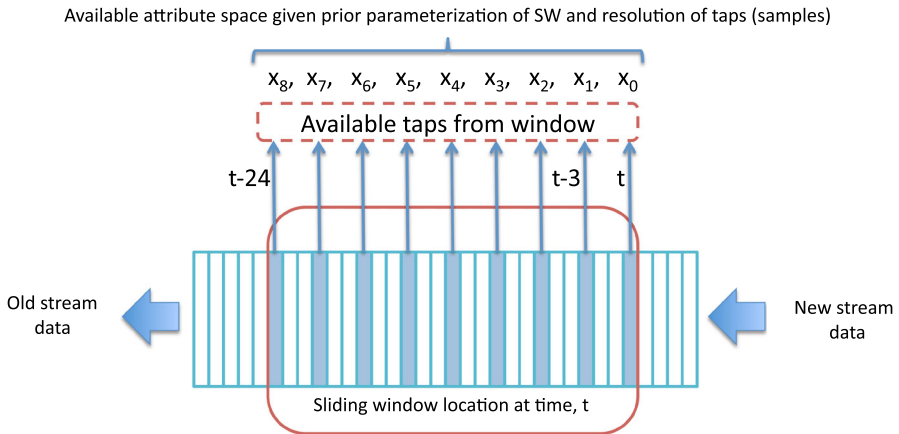 Available attribute space given prior parameterization of SW and resolution of taps (samples)
x₈, x₇, x₆, x₅, x₄, x₃, x₂, x₁, x₀
Available taps from window
t-24 t-3 t
Old stream
data
New stream
data
Sliding window location at time, t